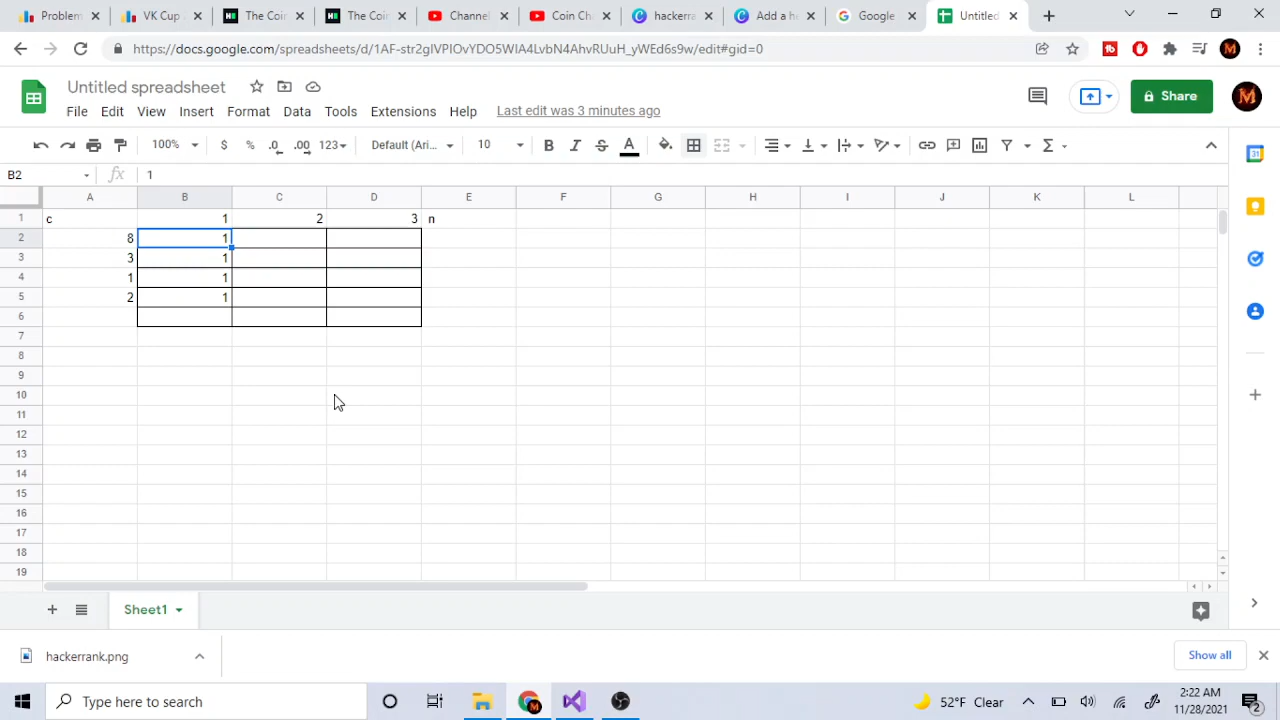 Problem
VK Cup
The Coin
The Coin
Channel
Coin Cha
hackerra
Add a he
Google
Untitled
https://docs.google.com/spreadsheets/d/1AF-str2gIVPIOvYDO5WIA4LvbN4AhvRUuH_yWEd6s9w/edit#gid=0
Untitled spreadsheet
File Edit View Insert Format Data Tools Extensions Help Last edit was 3 minutes ago
Share
100% $ % .0 .00 123 Default (Ari... 10 B I S A
B2 fx 1
A B C D E F G H I J K L
1 c 1 2 3 n
2 8 1
3 3 1
4 1 1
5 2 1
6
7
8
9
10
11
12
13
14
15
16
17
18
19
Sheet1
hackerrank.png
Show all
Type here to search
52°F Clear
2:22 AM
11/28/2021
2